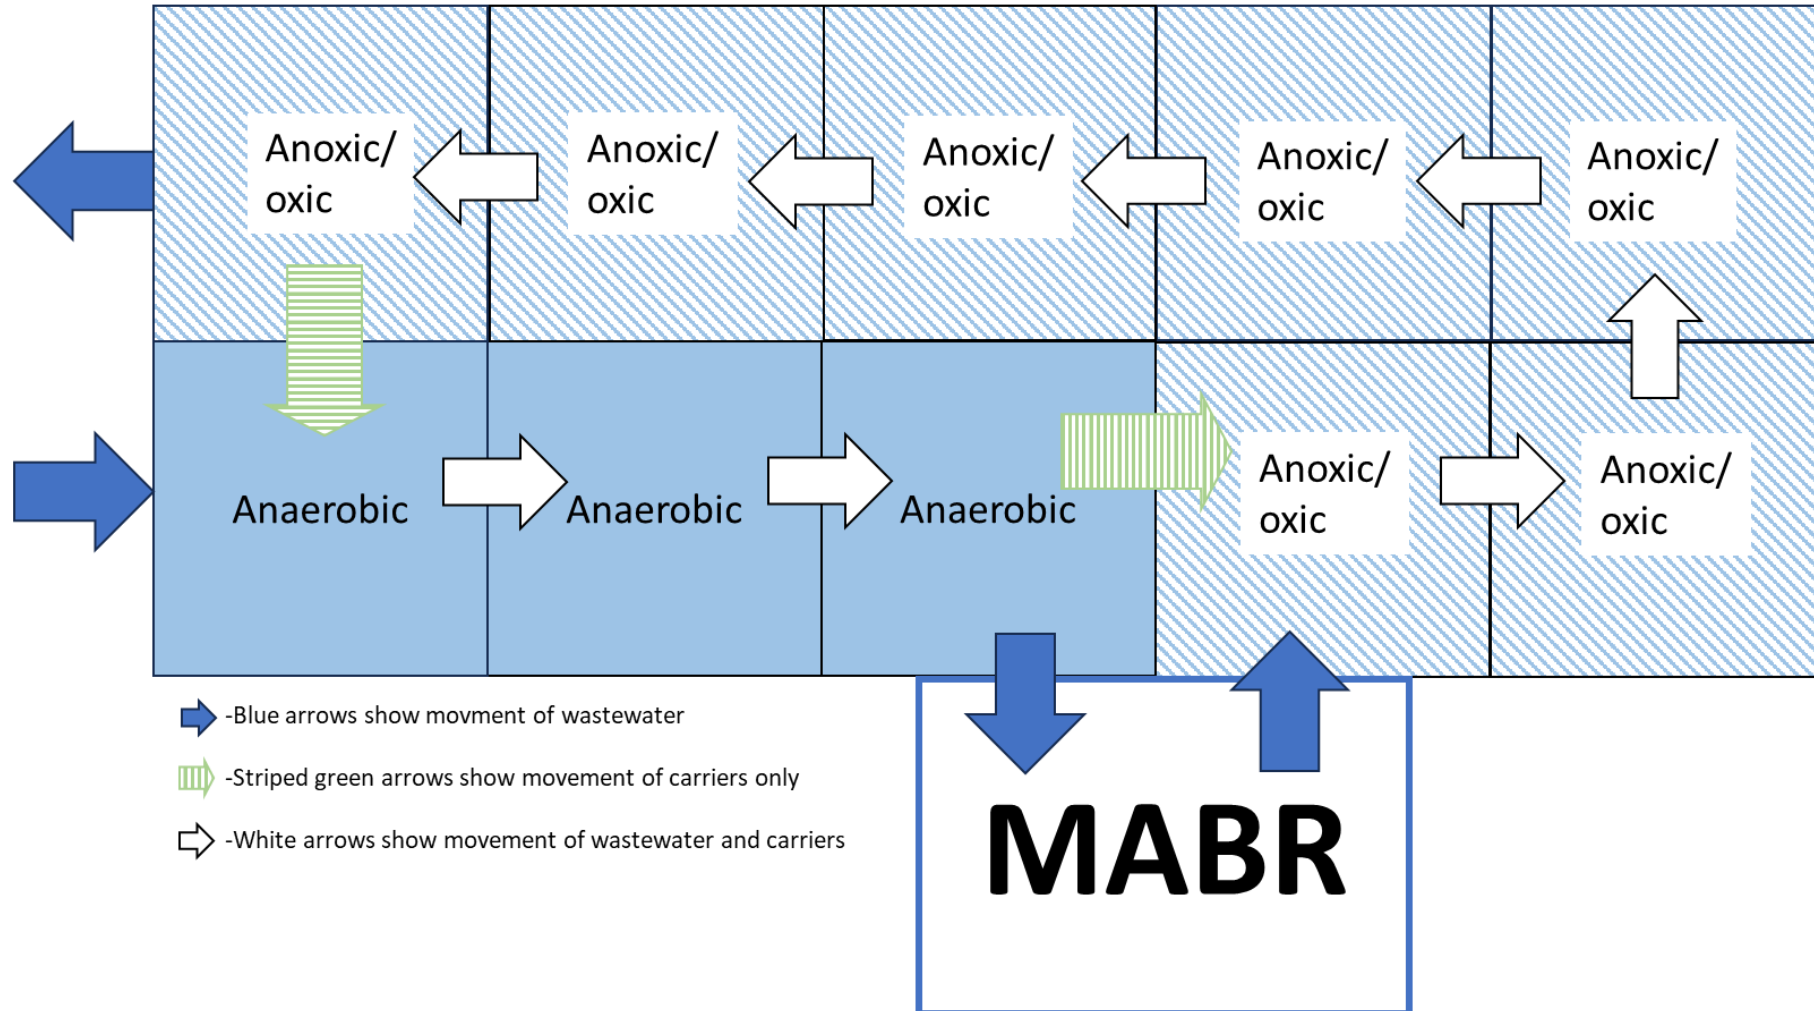 Anoxic/
oxic
Anoxic/
oxic
Anoxic/
oxic
Anoxic/
oxic
Anoxic/
oxic
Anaerobic
Anaerobic
Anaerobic
Anoxic/
oxic
Anoxic/
oxic
-Blue arrows show movment of wastewater
-Striped green arrows show movement of carriers only
-White arrows show movement of wastewater and carriers
MABR